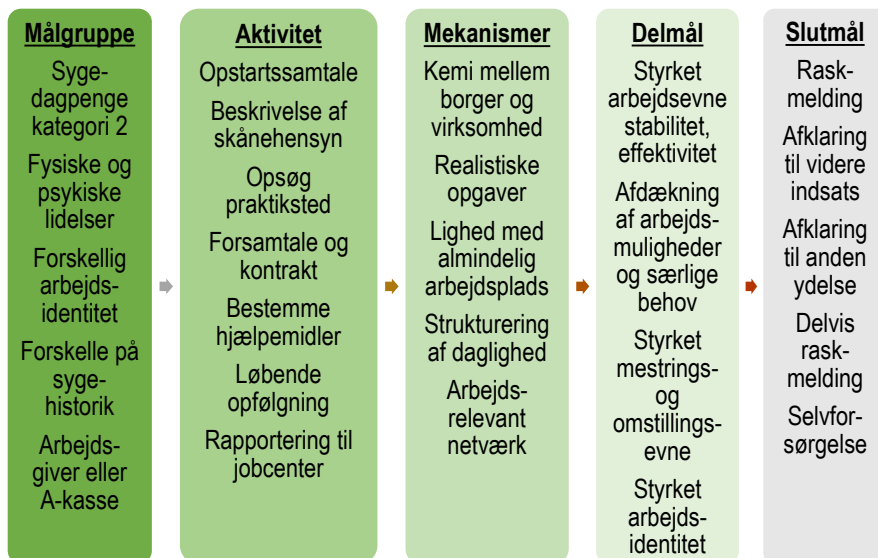 Målgruppe
Syge-
dagpenge
kategori 2
Fysiske og
psykiske
lidelser
Forskellig
arbejds-
identitet
Forskelle på
syge-
historik
Arbejds-
giver eller
A-kasse
Aktivitet
Opstartssamtale
Beskrivelse af
skånehensyn
Opsøg
praktiksted
Forsamtale og
kontrakt
Bestemme
hjælpemidler
Løbende
opfølgning
Rapportering til
jobcenter
Mekanismer
Kemi mellem
borger og
virksomhed
Realistiske
opgaver
Lighed med
almindelig
arbejdsplads
Strukturering
af daglighed
Arbejds-
relevant
netværk
Delmål
Styrket
arbejdsevne
stabilitet,
effektivitet
Afdækning
af arbejds-
muligheder
og særlige
behov
Styrket
mestrings-
og
omstillings-
evne
Styrket
arbejds-
identitet
Slutmål
Rask-
melding
Afklaring
til videre
indsats
Afklaring
til anden
ydelse
Delvis
rask-
melding
Selvfor-
sørgelse